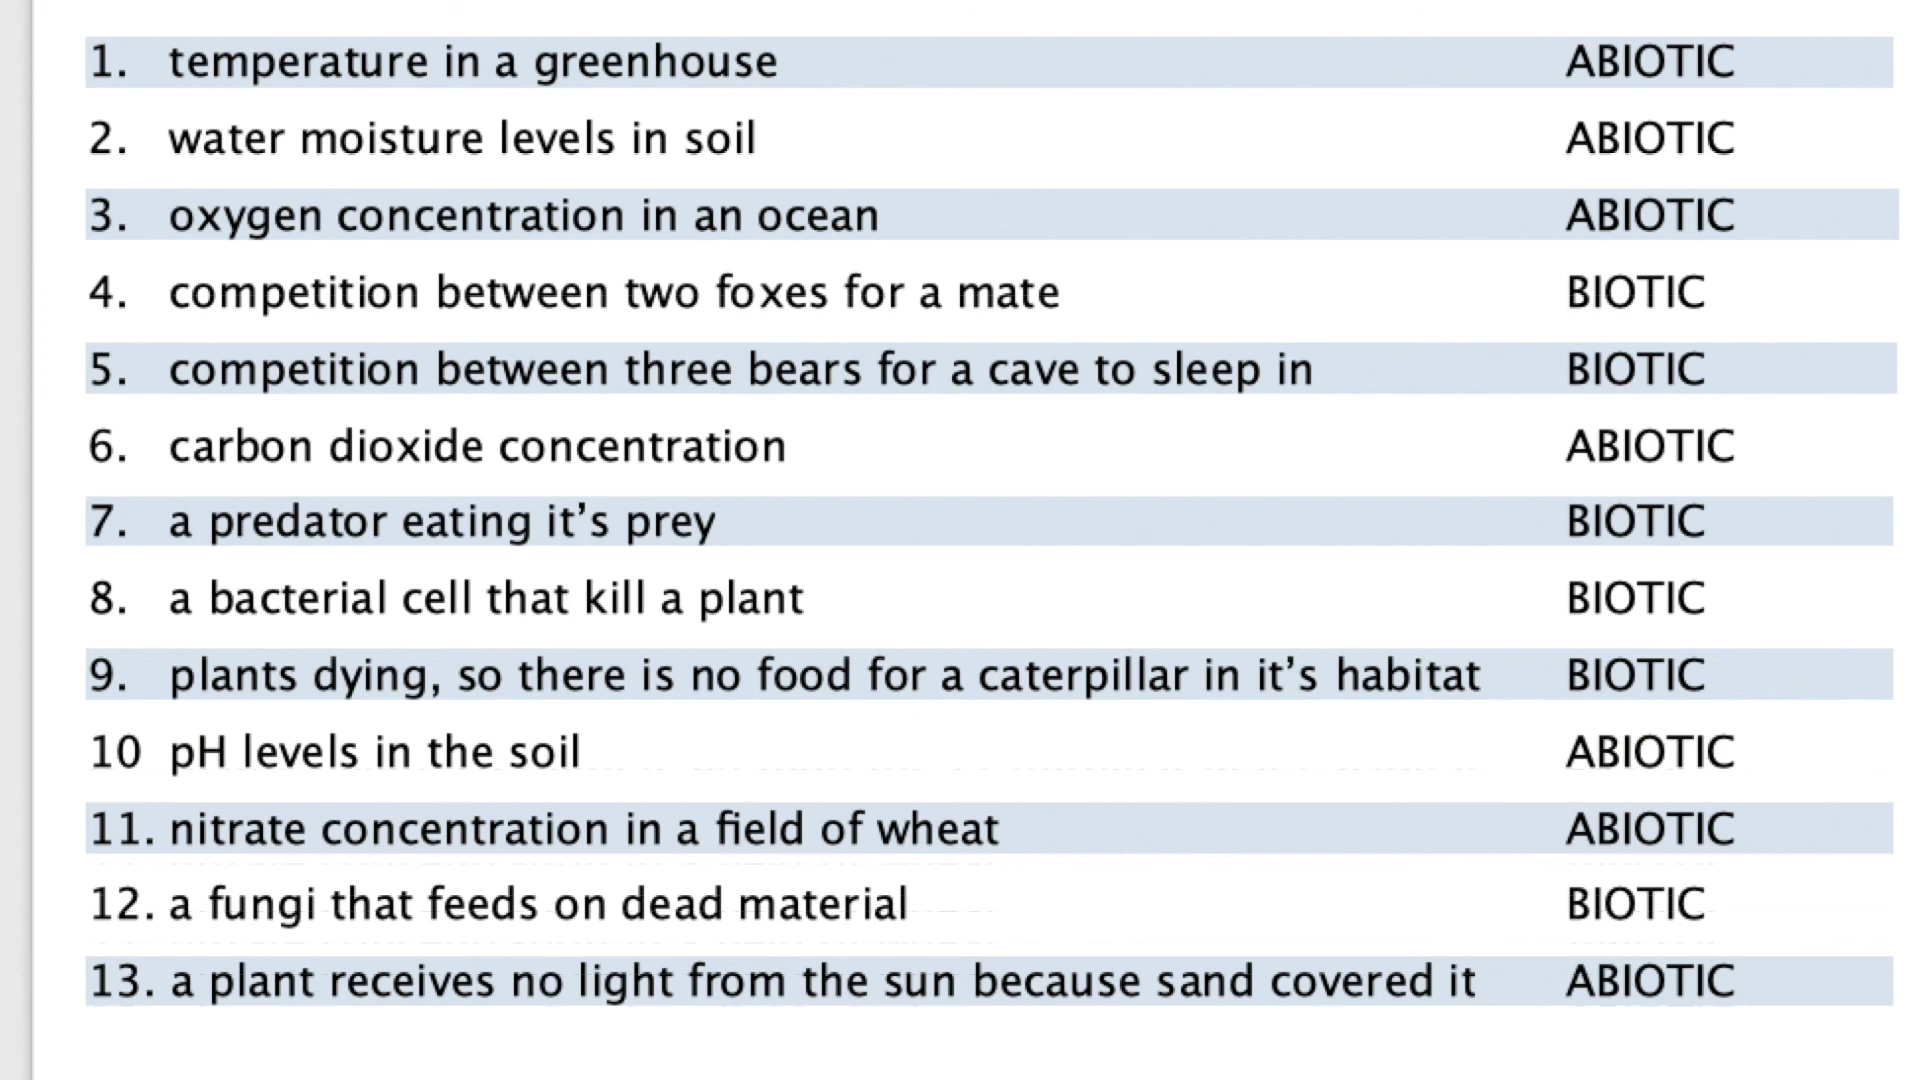 1. temperature in a greenhouse ABIOTIC
2. water moisture levels in soil ABIOTIC
3. oxygen concentration in an ocean ABIOTIC
4. competition between two foxes for a mate BIOTIC
5. competition between three bears for a cave to sleep in BIOTIC
6. carbon dioxide concentration ABIOTIC
7. a predator eating it’s prey BIOTIC
8. a bacterial cell that kill a plant BIOTIC
9. plants dying, so there is no food for a caterpillar in it’s habitat BIOTIC
10 pH levels in the soil ABIOTIC
11. nitrate concentration in a field of wheat ABIOTIC
12. a fungi that feeds on dead material BIOTIC
13. a plant receives no light from the sun because sand covered it ABIOTIC